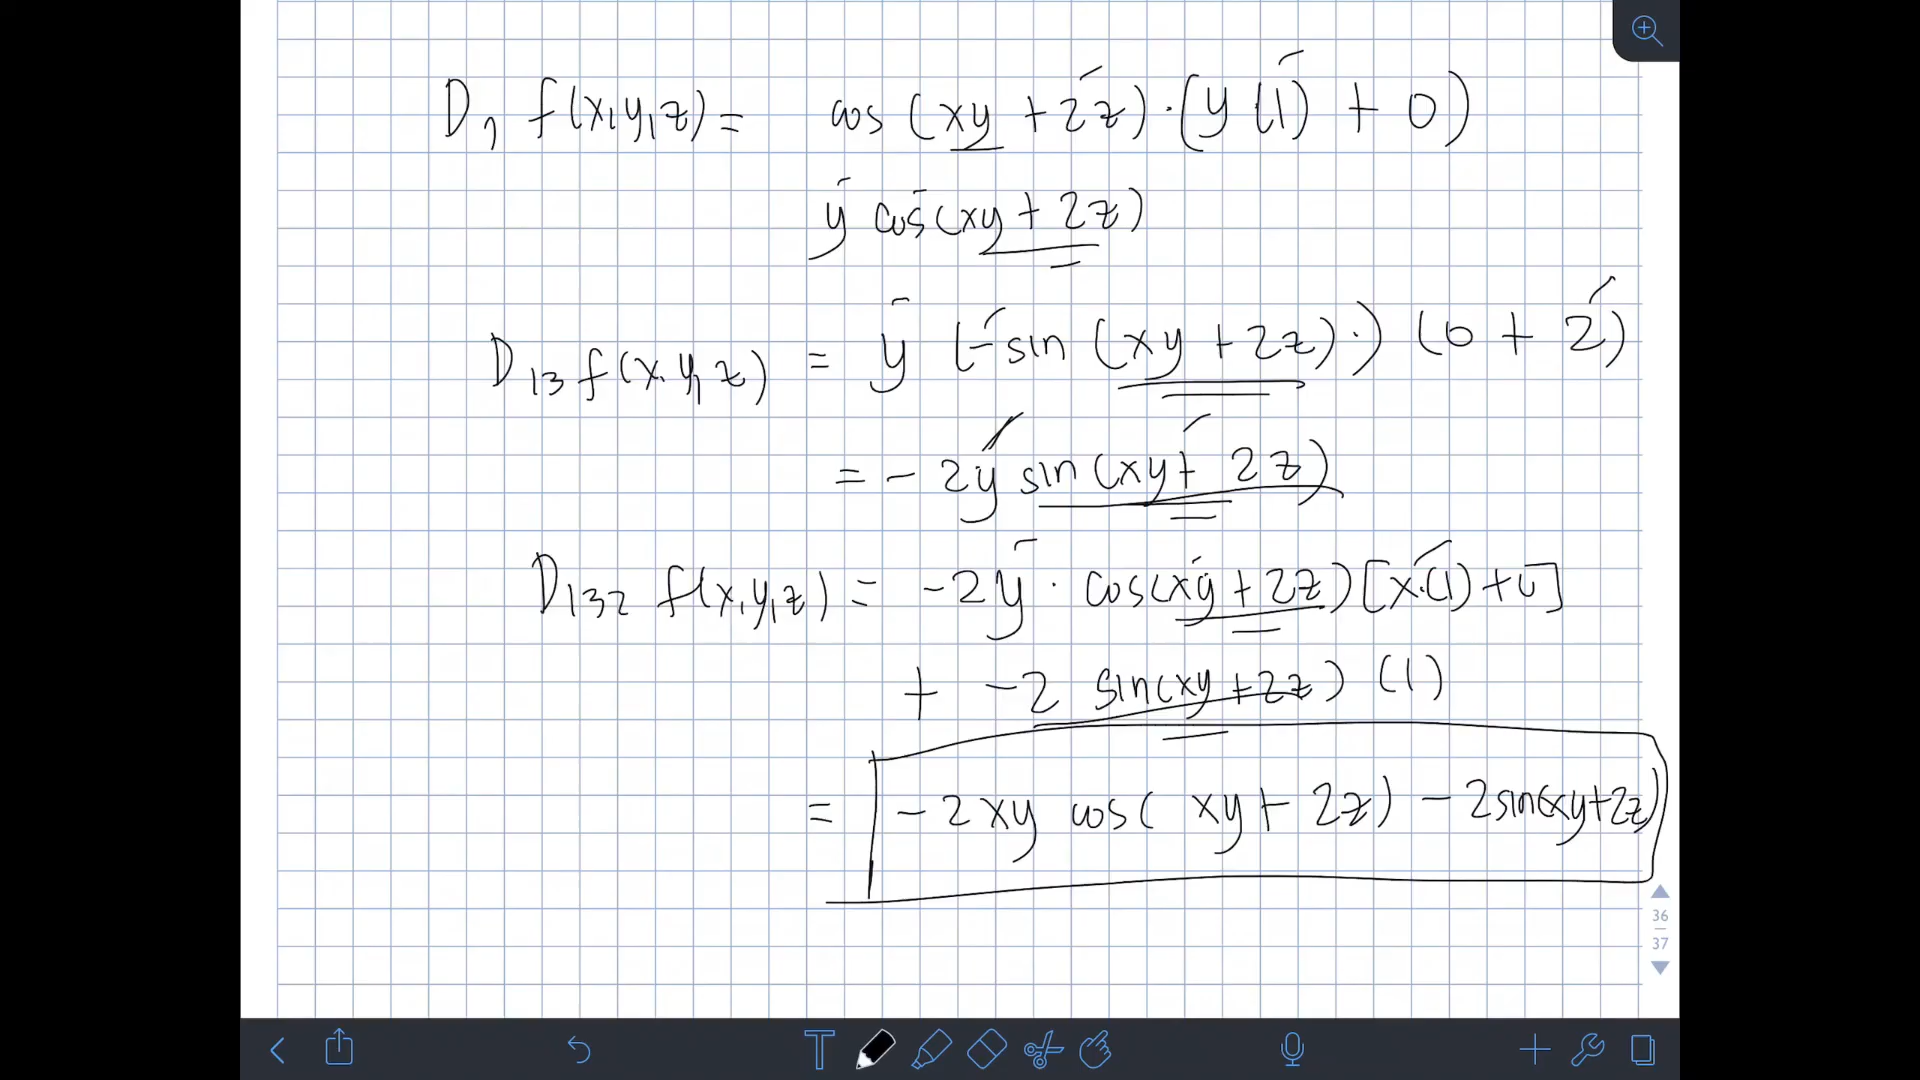 D₁ f(x,y,z) = cos (xy + 2z) · (y (1) + 0)
y cos(xy + 2z)
D₁₃ f(x,y,z) = y (-sin (xy + 2z) ·) (0 + 2)
= - 2y sin(xy + 2z)
D₁₃₂ f(x,y,z) = -2y · cos(xy + 2z) [x·(1) + 0]
+ -2 sin(xy + 2z) (1)
= -2xy cos( xy + 2z) - 2sin(xy+2z)
36
37
T